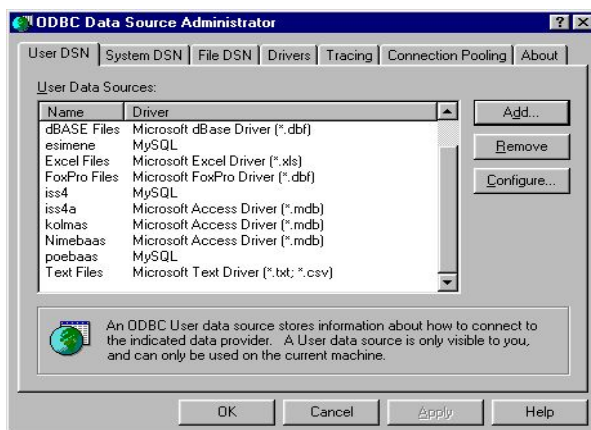 ODBC Data Source Administrator
User DSN System DSN File DSN Drivers Tracing Connection Pooling About
User Data Sources:
Name Driver
dBASE Files Microsoft dBase Driver (*.dbf)
esimene MySQL
Excel Files Microsoft Excel Driver (*.xls)
FoxPro Files Microsoft FoxPro Driver (*.dbf)
iss4 MySQL
iss4a Microsoft Access Driver (*.mdb)
kolmas Microsoft Access Driver (*.mdb)
Nimebaas Microsoft Access Driver (*.mdb)
poebaas MySQL
Text Files Microsoft Text Driver (*.txt; *.csv)
Add...
Remove
Configure...
An ODBC User data source stores information about how to connect to
the indicated data provider. A User data source is only visible to you,
and can only be used on the current machine.
OK Cancel Apply Help